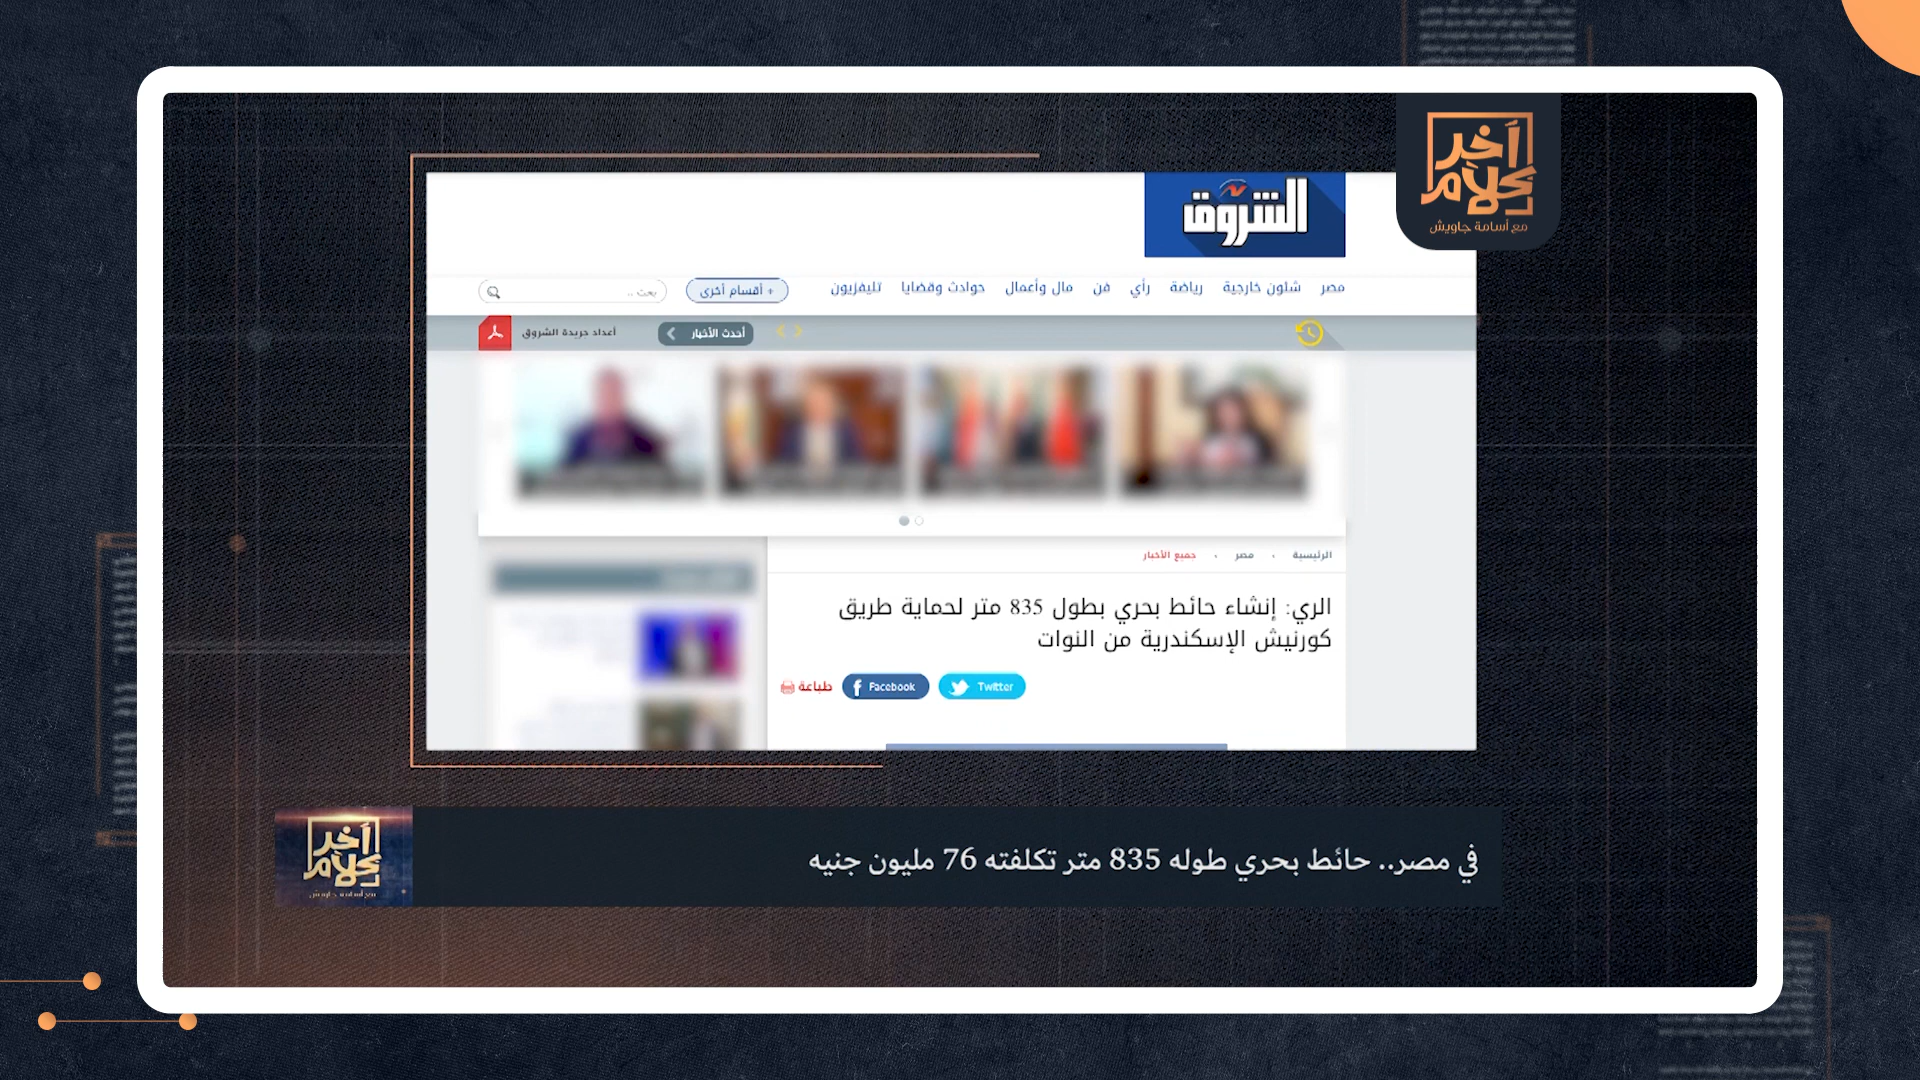 أخر
كلام
مع أسامة جاويش
الشروق
مصر شئون خارجية رياضة رأي فن مال وأعمال حوادث وقضايا تليفزيون + أقسام أخرى بحث ..
أحدث الأخبار أعداد جريدة الشروق
الرئيسية › مصر › جميع الأخبار
الري: إنشاء حائط بحري بطول 835 متر لحماية طريق
كورنيش الإسكندرية من النوات
Twitter Facebook طباعة
في مصر.. حائط بحري طوله 835 متر تكلفته 76 مليون جنيه
أخر
كلام
مع أسامة جاويش